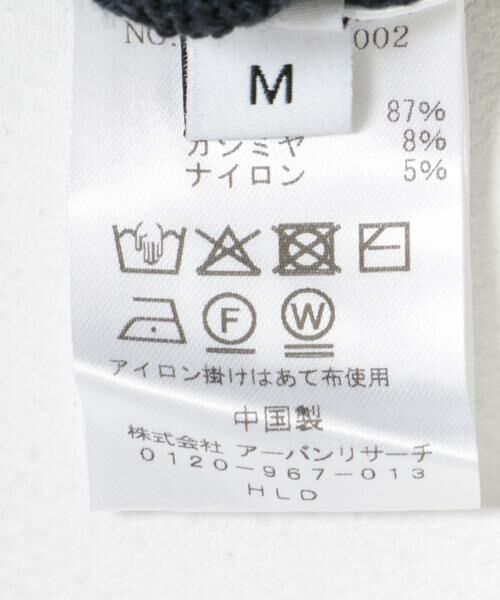 NO.
002
M
87%
カシミヤ 8%
ナイロン 5%
F W
アイロン掛けはあて布使用
中国製
株式会社 アーバンリサーチ
0120-967-013
HLD